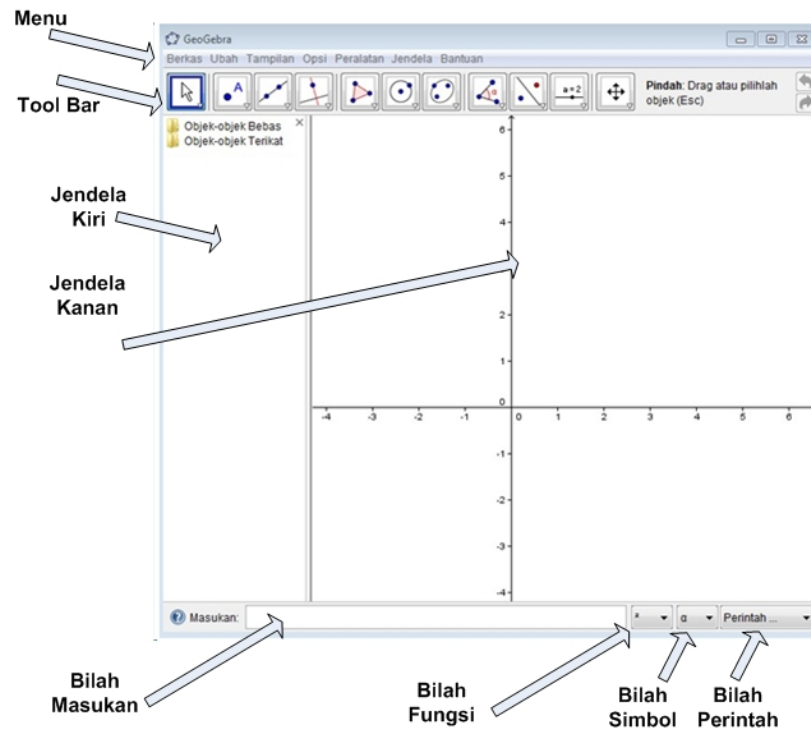 Menu
GeoGebra
Berkas Ubah Tampilan Opsi Peralatan Jendela Bantuan
Tool Bar
A
α
a=2
Pindah: Drag atau pilihlah
objek (Esc)
Objek-objek Bebas
Objek-objek Terikat
Jendela
Kiri
Jendela
Kanan
6
5
4
2
1
0
-4 -3 -2 -1 0 1 2 3 4 5 6
-1
-2
-3
-4
Masukan:
² α Perintah ...
Bilah
Masukan
Bilah
Fungsi
Bilah
Simbol
Bilah
Perintah